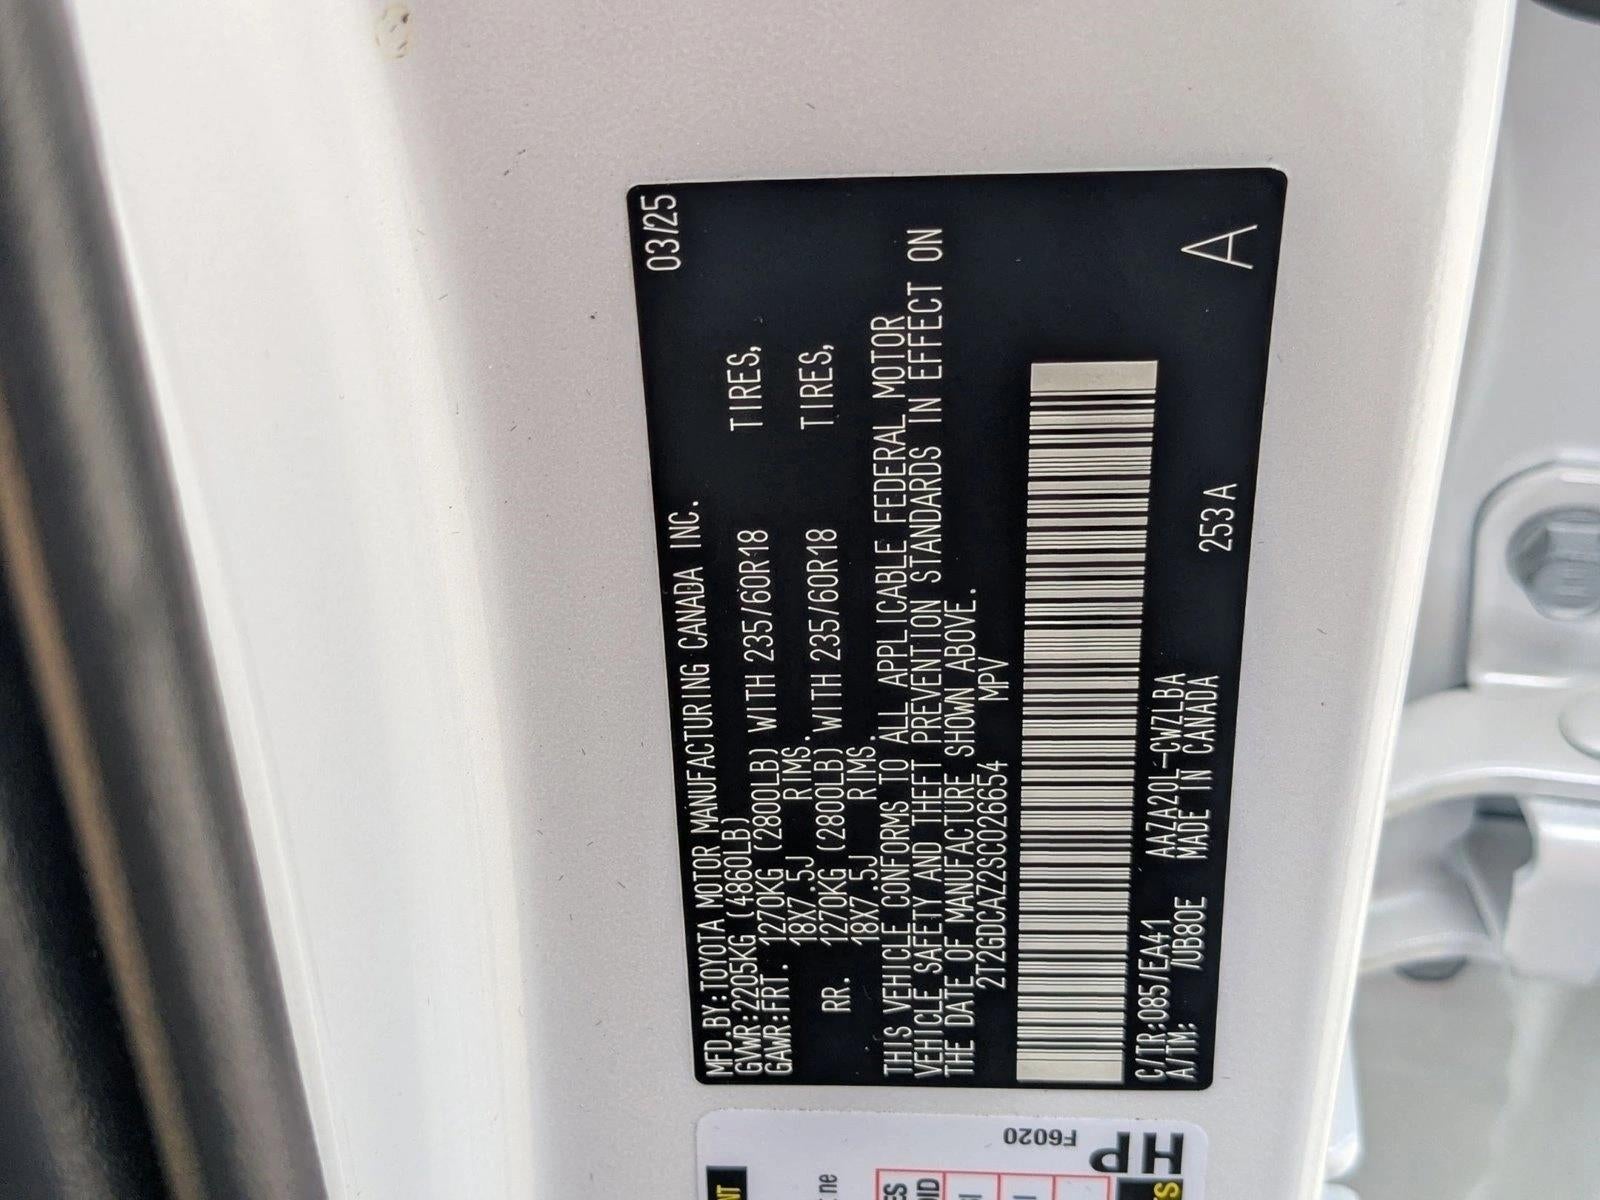 MFD.BY:TOYOTA MOTOR MANUFACTURING CANADA INC. 03/25
GVWR:2205KG (4860LB)
GAWR:FRT. 1270KG (2800LB) WITH 235/60R18 TIRES,
18X7.5J RIMS.
RR. 1270KG (2800LB) WITH 235/60R18 TIRES,
18X7.5J RIMS.
THIS VEHICLE CONFORMS TO ALL APPLICABLE FEDERAL MOTOR
VEHICLE SAFETY AND THEFT PREVENTION STANDARDS IN EFFECT ON
THE DATE OF MANUFACTURE SHOWN ABOVE.
2T2GDCAZ2SC026654 MPV
C/TR:0857/EA41 AAZA20L-CWZLBA
A/TM: /UB80E MADE IN CANADA 253A A
F6020
HP